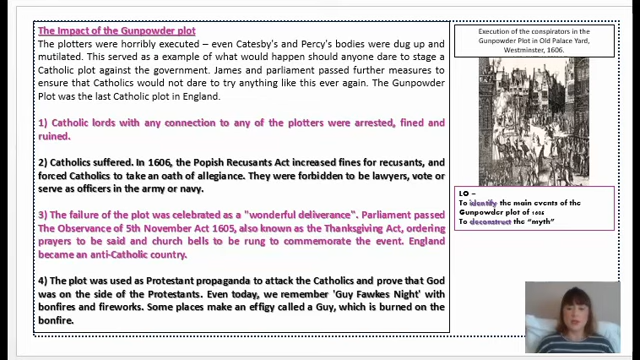 The Impact of the Gunpowder plot
The plotters were horribly executed – even Catesby's and Percy's bodies were dug up and
mutilated. This served as a example of what would happen should anyone dare to stage a
Catholic plot against the government. James and parliament passed further measures to
ensure that Catholics would not dare to try anything like this ever again. The Gunpowder
Plot was the last Catholic plot in England.
1) Catholic lords with any connection to any of the plotters were arrested, fined and
ruined.
2) Catholics suffered. In 1606, the Popish Recusants Act increased fines for recusants, and
forced Catholics to take an oath of allegiance. They were forbidden to be lawyers, vote or
serve as officers in the army or navy.
3) The failure of the plot was celebrated as a "wonderful deliverance". Parliament passed
The Observance of 5th November Act 1605, also known as the Thanksgiving Act, ordering
prayers to be said and church bells to be rung to commemorate the event. England
became an anti-Catholic country.
4) The plot was used as Protestant propaganda to attack the Catholics and prove that God
was on the side of the Protestants. Even today, we remember 'Guy Fawkes Night' with
bonfires and fireworks. Some places make an effigy called a Guy, which is burned on the
bonfire.
Execution of the conspirators in the
Gunpowder Plot in Old Palace Yard,
Westminster, 1606.
LO –
To identify the main events of the
Gunpowder plot of 1605
To deconstruct the "myth"